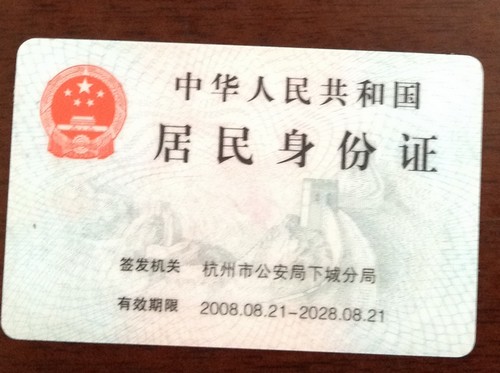 中华人民共和国
居民身份证
签发机关 杭州市公安局下城分局
有效期限 2008.08.21-2028.08.21